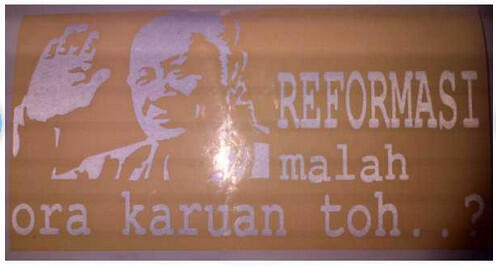 REFORMASI
malah
ora karuan toh..?